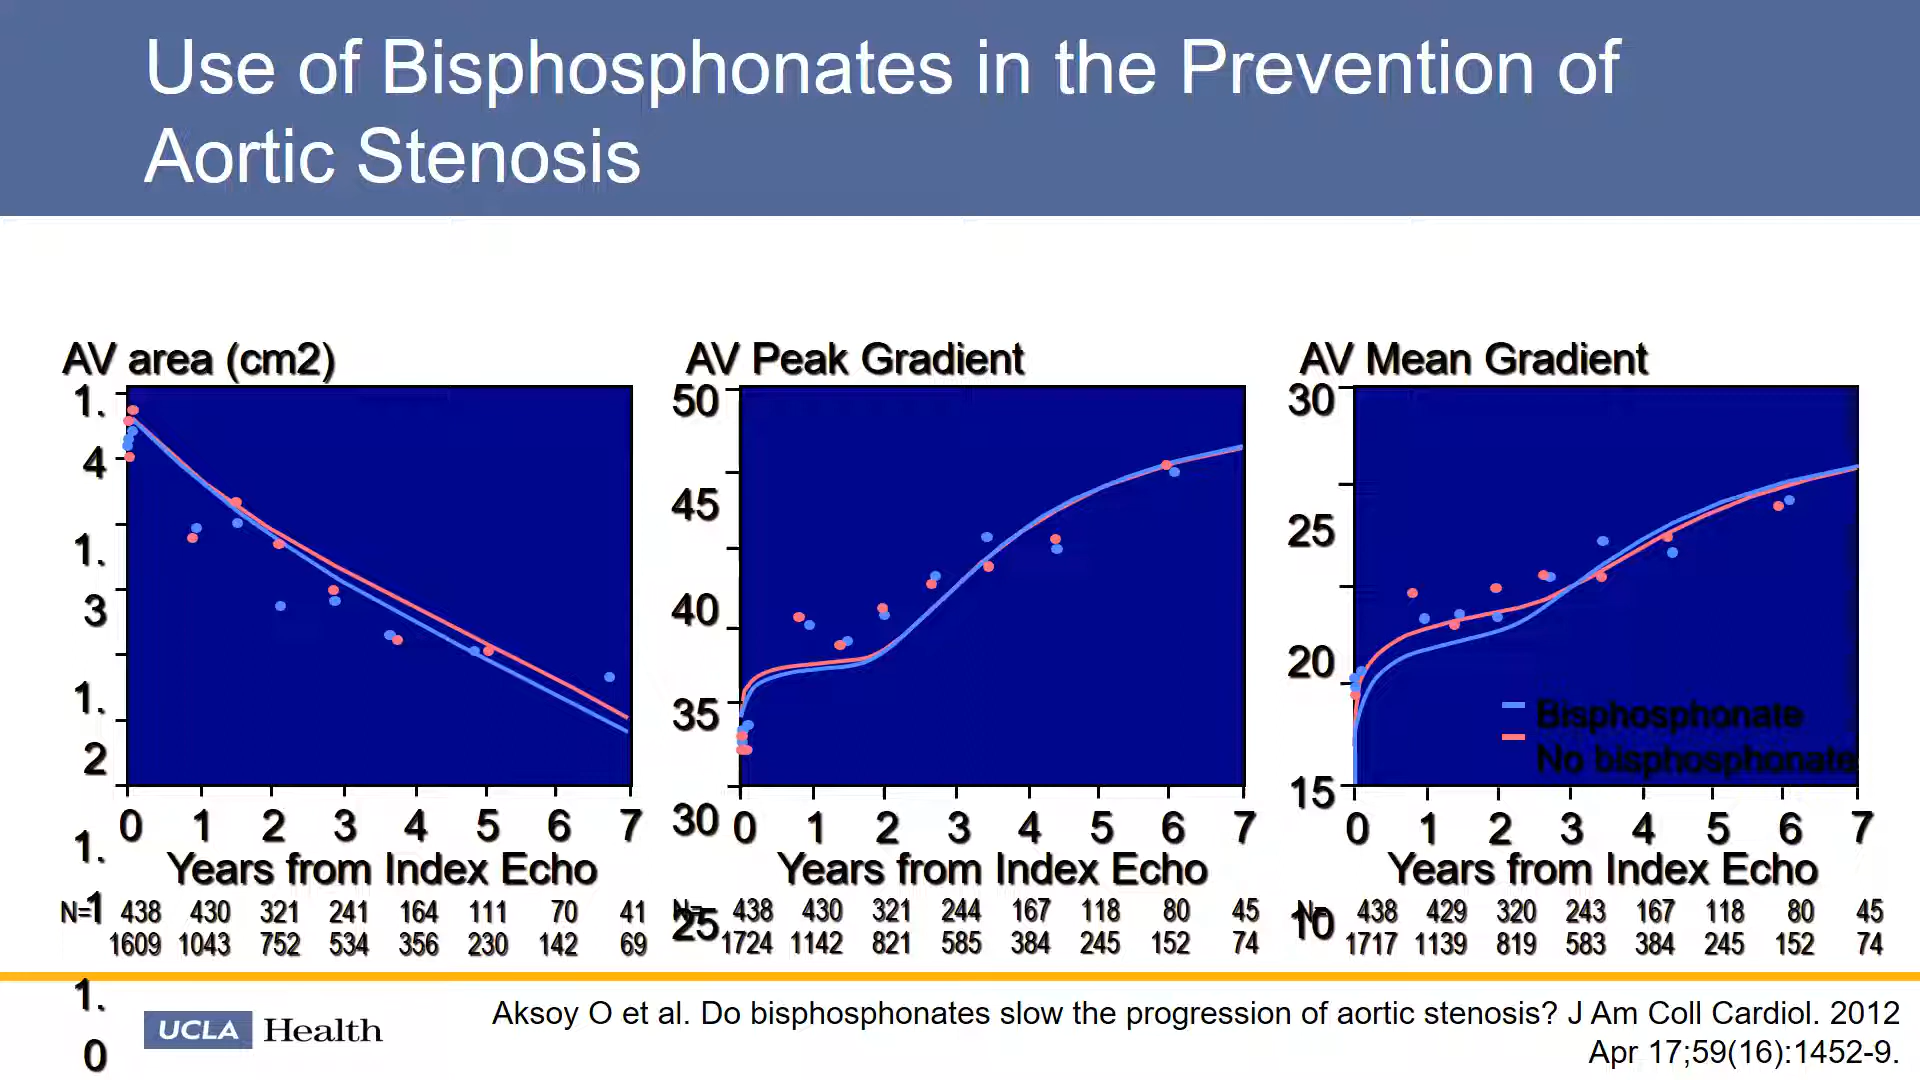 Use of Bisphosphonates in the Prevention of
Aortic Stenosis
AV area (cm2)
1.
4
1.
3
1.
2
1.
1
1.
0
0 1 2 3 4 5 6 7
Years from Index Echo
N= 438 430 321 241 164 111 70 41
1609 1043 752 534 356 230 142 69
AV Peak Gradient
50
45
40
35
30
25
0 1 2 3 4 5 6 7
Years from Index Echo
N= 438 430 321 244 167 118 80 45
1724 1142 821 585 384 245 152 74
AV Mean Gradient
30
25
20
15
10
Bisphosphonate
No bisphosphonate
0 1 2 3 4 5 6 7
Years from Index Echo
N= 438 429 320 243 167 118 80 45
1717 1139 819 583 384 245 152 74
UCLA Health
Aksoy O et al. Do bisphosphonates slow the progression of aortic stenosis? J Am Coll Cardiol. 2012
Apr 17;59(16):1452-9.